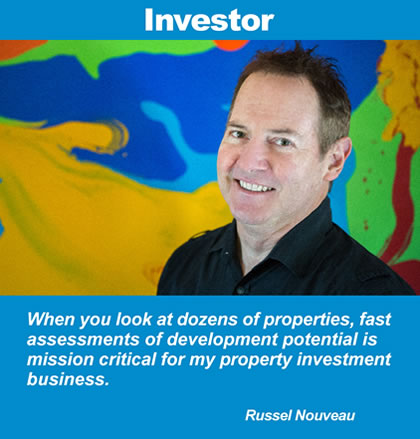 Investor
When you look at dozens of properties, fast
assessments of development potential is
mission critical for my property investment
business.
Russel Nouveau